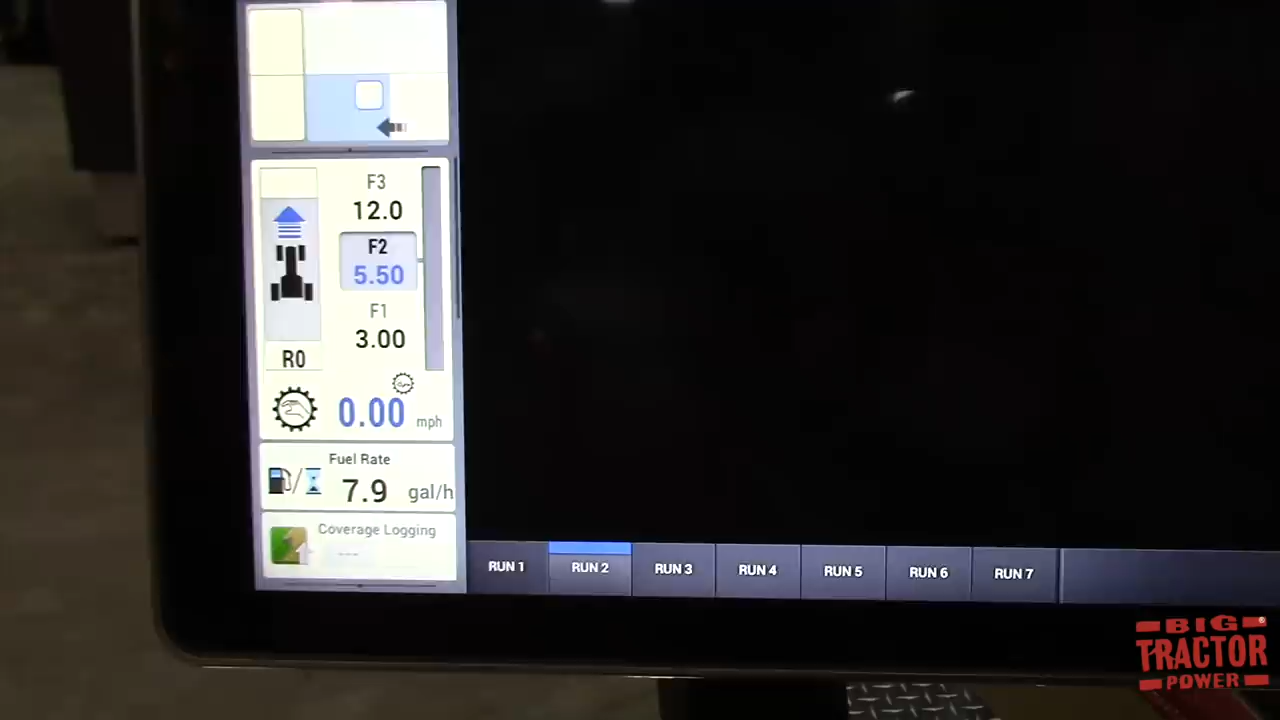 F3
12.0
F2
5.50
F1
3.00
R0
0.00 mph
Fuel Rate
7.9 gal/h
Coverage Logging
---
RUN 1 RUN 2 RUN 3 RUN 4 RUN 5 RUN 6 RUN 7
BIG ®
TRACTOR
POWER